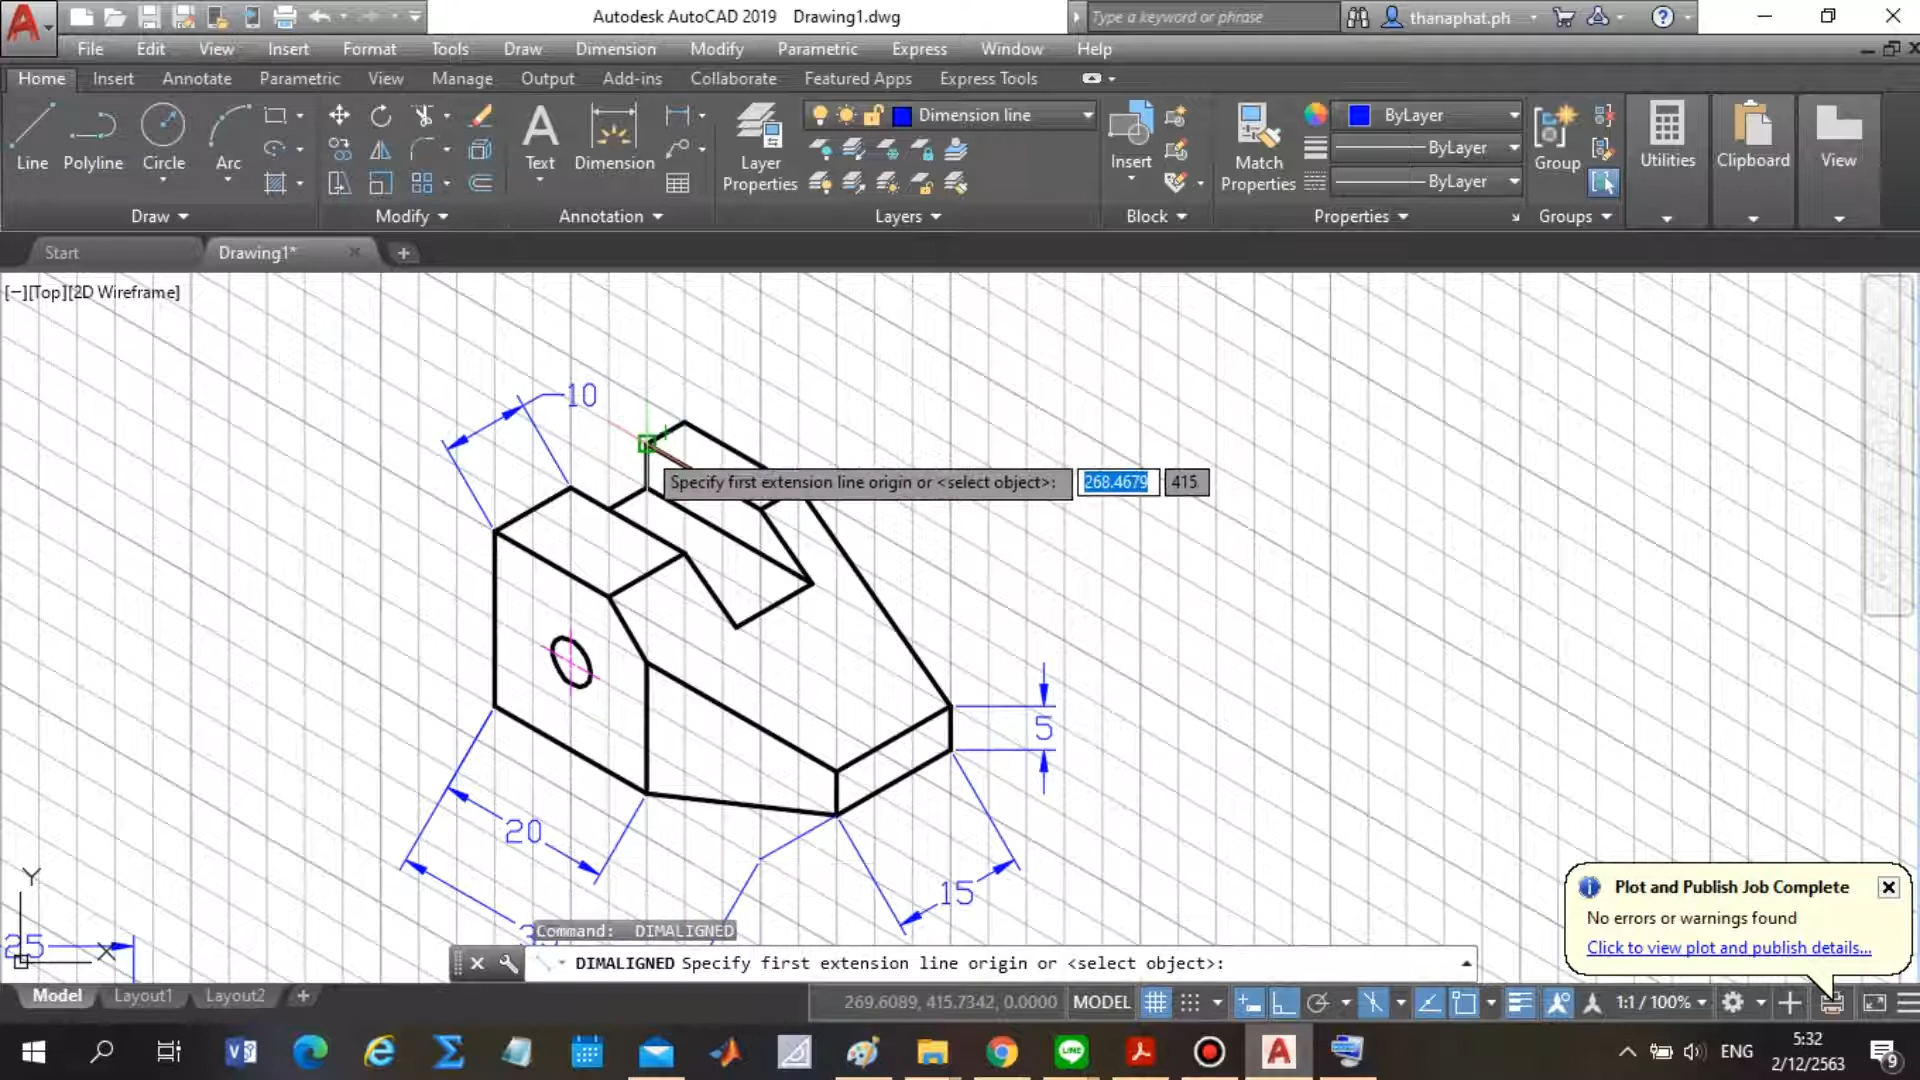 Autodesk AutoCAD 2019 Drawing1.dwg
Type a keyword or phrase
thanaphat.ph
File Edit View Insert Format Tools Draw Dimension Modify Parametric Express Window Help
Home Insert Annotate Parametric View Manage Output Add-ins Collaborate Featured Apps Express Tools
Dimension line
ByLayer
Line Polyline Circle Arc
Text Dimension
Layer Properties
Insert
Match Properties
ByLayer
ByLayer
Group
Utilities Clipboard View
Draw Modify Annotation Layers Block Properties Groups
Start Drawing1*
[−][Top][2D Wireframe]
10
Specify first extension line origin or <select object>: 268.4679 415.
5
20
15
Y
25
X
Command: _DIMALIGNED
DIMALIGNED Specify first extension line origin or <select object>:
Plot and Publish Job Complete
No errors or warnings found
Click to view plot and publish details...
Model Layout1 Layout2
269.6089, 415.7342, 0.0000 MODEL 1:1 / 100%
ENG
5:32
2/12/2563
9